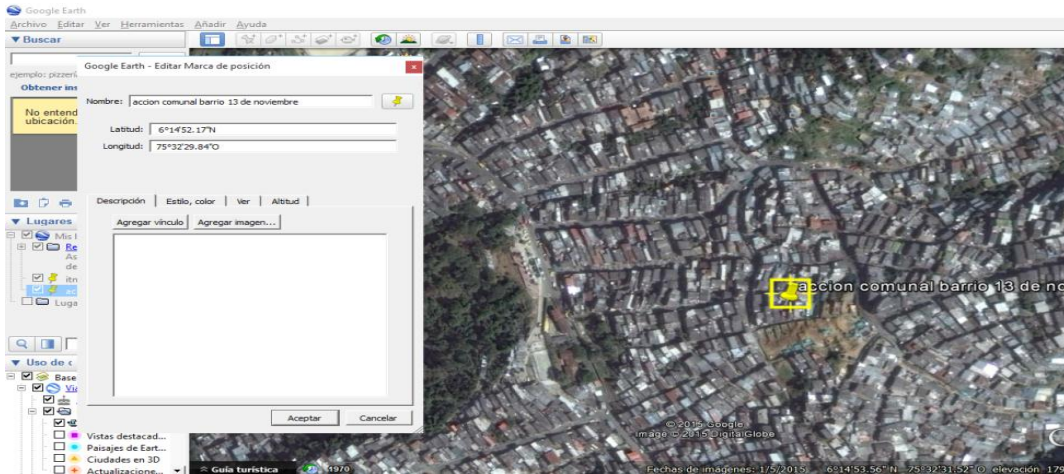 Google Earth
Archivo Editar Ver Herramientas Añadir Ayuda
Buscar
ejemplo: pizzerí
Obtener ins
No entend
ubicación.
Google Earth - Editar Marca de posición
Nombre: accion comunal barrio 13 de noviembre
Latitud: 6°14'52.17"N
Longitud: 75°32'29.84"O
Descripción Estilo, color Ver Altitud
Agregar vínculo Agregar imagen...
Aceptar Cancelar
Lugares
Mis l
Re
As
de
itn
ac
Luga
Uso de c
Base
Vía
Vistas destacad...
Paisajes de Eart...
Ciudades en 3D
Actualizacione...
accion comunal barrio 13 de no
© 2015 Google
Image © 2015 DigitalGlobe
Guía turística
1970
Fechas de imágenes: 1/5/2015 6°14'53.56" N 75°32'31.52" O elevación 179